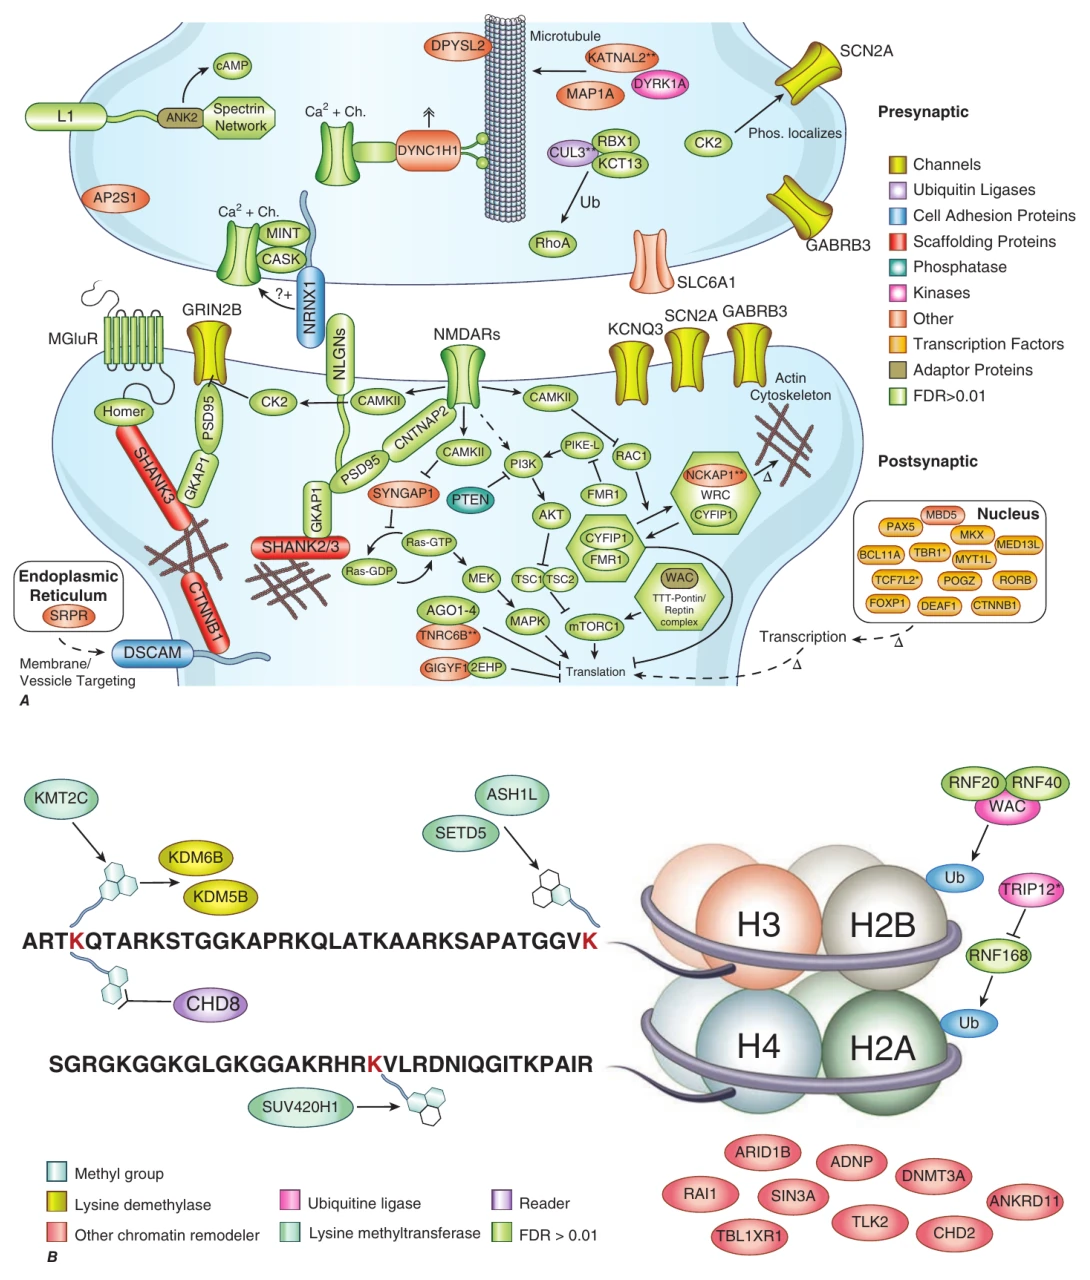 DPYSL2
Microtubule
KATNAL2**
DYRK1A
MAP1A
SCN2A
cAMP
L1
ANK2
Spectrin
Network
Ca2 + Ch.
DYNC1H1
CUL3**
RBX1
KCT13
CK2
Phos. localizes
Ub
RhoA
AP2S1
Ca2 + Ch.
MINT
CASK
?+
NRNX1
GABRB3
SLC6A1
Presynaptic
Channels
Ubiquitin Ligases
Cell Adhesion Proteins
Scaffolding Proteins
Phosphatase
Kinases
Other
Transcription Factors
Adaptor Proteins
FDR>0.01
MGluR
GRIN2B
NLGNs
NMDARs
KCNQ3
SCN2A
GABRB3
Actin
Cytoskeleton
Homer
PSD95
CK2
CAMKII
CAMKII
CNTNAP2
CAMKII
PIKE-L
RAC1
PI3K
SHANK3
GKAP1
PSD95
SYNGAP1
PTEN
FMR1
NCKAP1**
WRC
CYFIP1
Δ
GKAP1
AKT
CYFIP1
FMR1
SHANK2/3
Ras-GTP
Ras-GDP
MEK
TSC1
TSC2
WAC
TTT-Pontin/
Reptin
complex
CTNNB1
AGO1-4
TNRC6B**
MAPK
mTORC1
GIGYF1
2EHP
Translation
Endoplasmic
Reticulum
SRPR
DSCAM
Membrane/
Vessicle Targeting
Postsynaptic
Nucleus
MBD5
PAX5
MKX
MED13L
BCL11A
TBR1*
MYT1L
TCF7L2*
POGZ
RORB
FOXP1
DEAF1
CTNNB1
Transcription
Δ
Δ
A
KMT2C
KDM6B
KDM5B
ASH1L
SETD5
RNF20
RNF40
WAC
Ub
TRIP12*
ARTKQTARKSTGGKAPRKQLATKAARKSAPATGGVK
H3
H2B
RNF168
CHD8
Ub
SGRGKGGKGLGKGGAKRHRKVLRDNIQGITKPAIR
H4
H2A
SUV420H1
ARID1B
ADNP
DNMT3A
RAI1
SIN3A
ANKRD11
TLK2
TBL1XR1
CHD2
Methyl group
Lysine demethylase
Other chromatin remodeler
Ubiquitine ligase
Lysine methyltransferase
Reader
FDR > 0.01
B